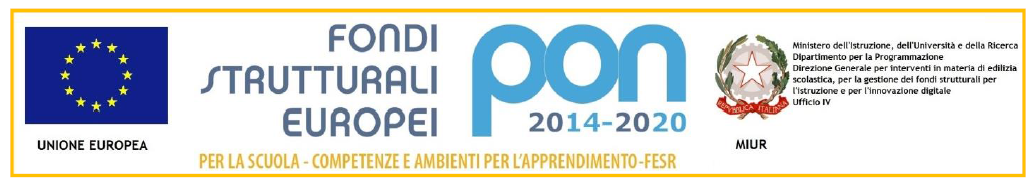 UNIONE EUROPEA
FONDI
STRUTTURALI
EUROPEI
pon
2014-2020
PER LA SCUOLA - COMPETENZE E AMBIENTI PER L'APPRENDIMENTO-FESR
REPVBBLICA ITALIANA
MIUR
Ministero dell'Istruzione, dell'Università e della Ricerca
Dipartimento per la Programmazione
Direzione Generale per interventi in materia di edilizia
scolastica, per la gestione dei fondi strutturali per
l'istruzione e per l'innovazione digitale
Ufficio IV